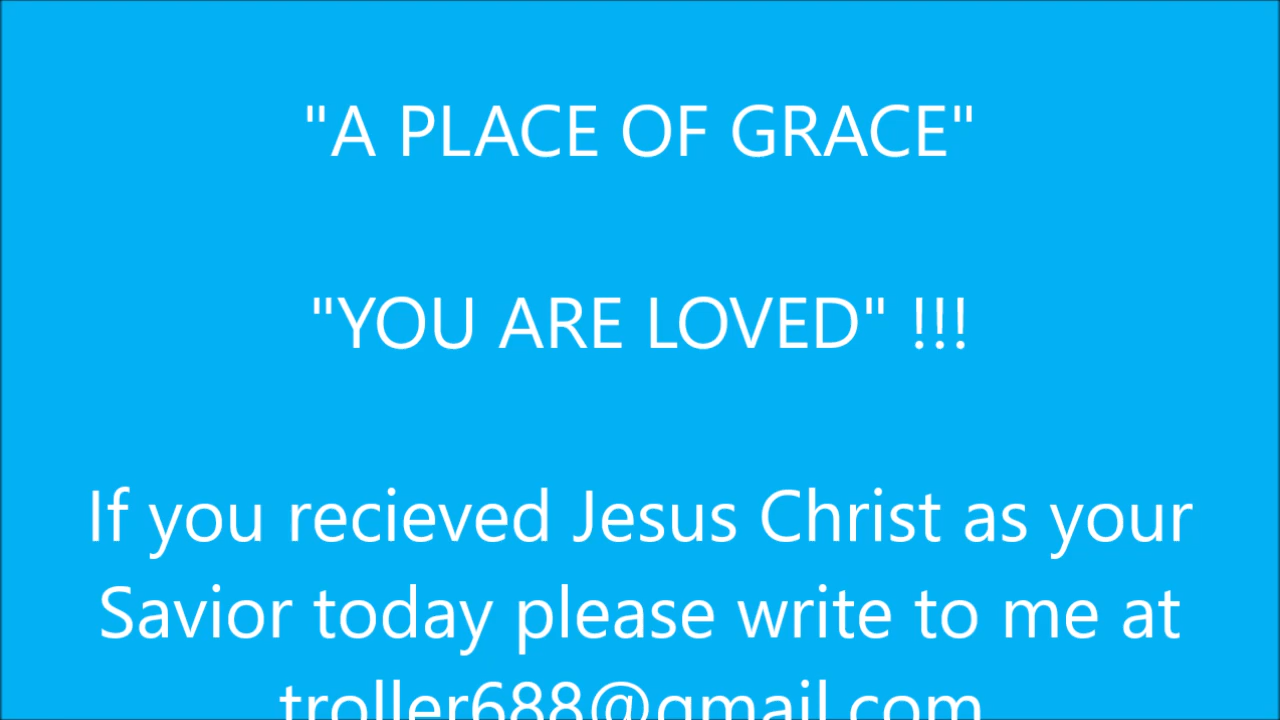 "A PLACE OF GRACE"
"YOU ARE LOVED" !!!
If you recieved Jesus Christ as your
Savior today please write to me at
troller688@gmail.com